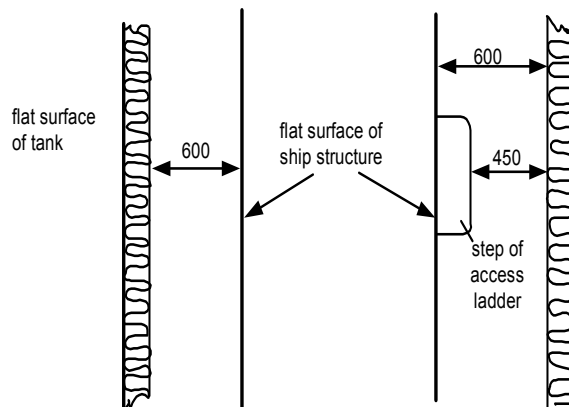 flat surface
of tank
600
flat surface of
ship structure
600
450
step of
access
ladder